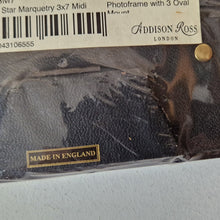 Star Marquetry 3x7 Midi
Photoframe with 3 Oval
Mount
043106555
ADDISON ROSS
LONDON
MADE IN ENGLAND